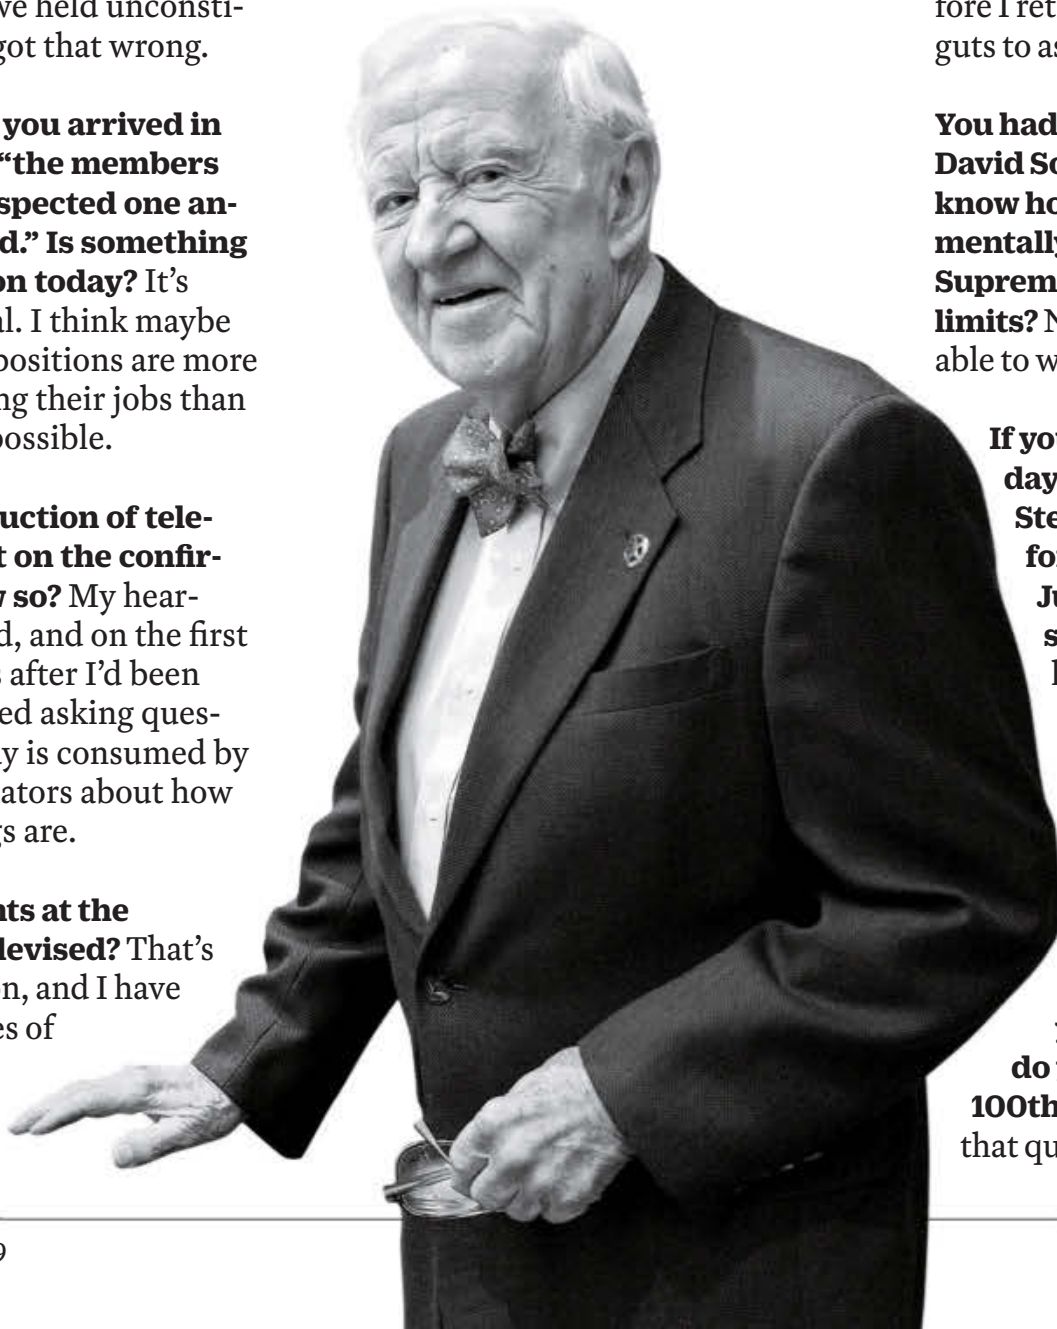 we held unconsti-
got that wrong.
you arrived in
“the members
spected one an-
d.” Is something
on today? It’s
al. I think maybe
positions are more
ng their jobs than
possible.
uction of tele-
t on the confir-
so? My hear-
d, and on the first
s after I’d been
ed asking ques-
y is consumed by
ators about how
s are.
nts at the
levised? That’s
on, and I have
es of
9
fore I ret
guts to as
You had
David So
know ho
mentally
Suprem
limits? N
able to w
If you
day
Ste
for
Ju
s
do
100th
that qu